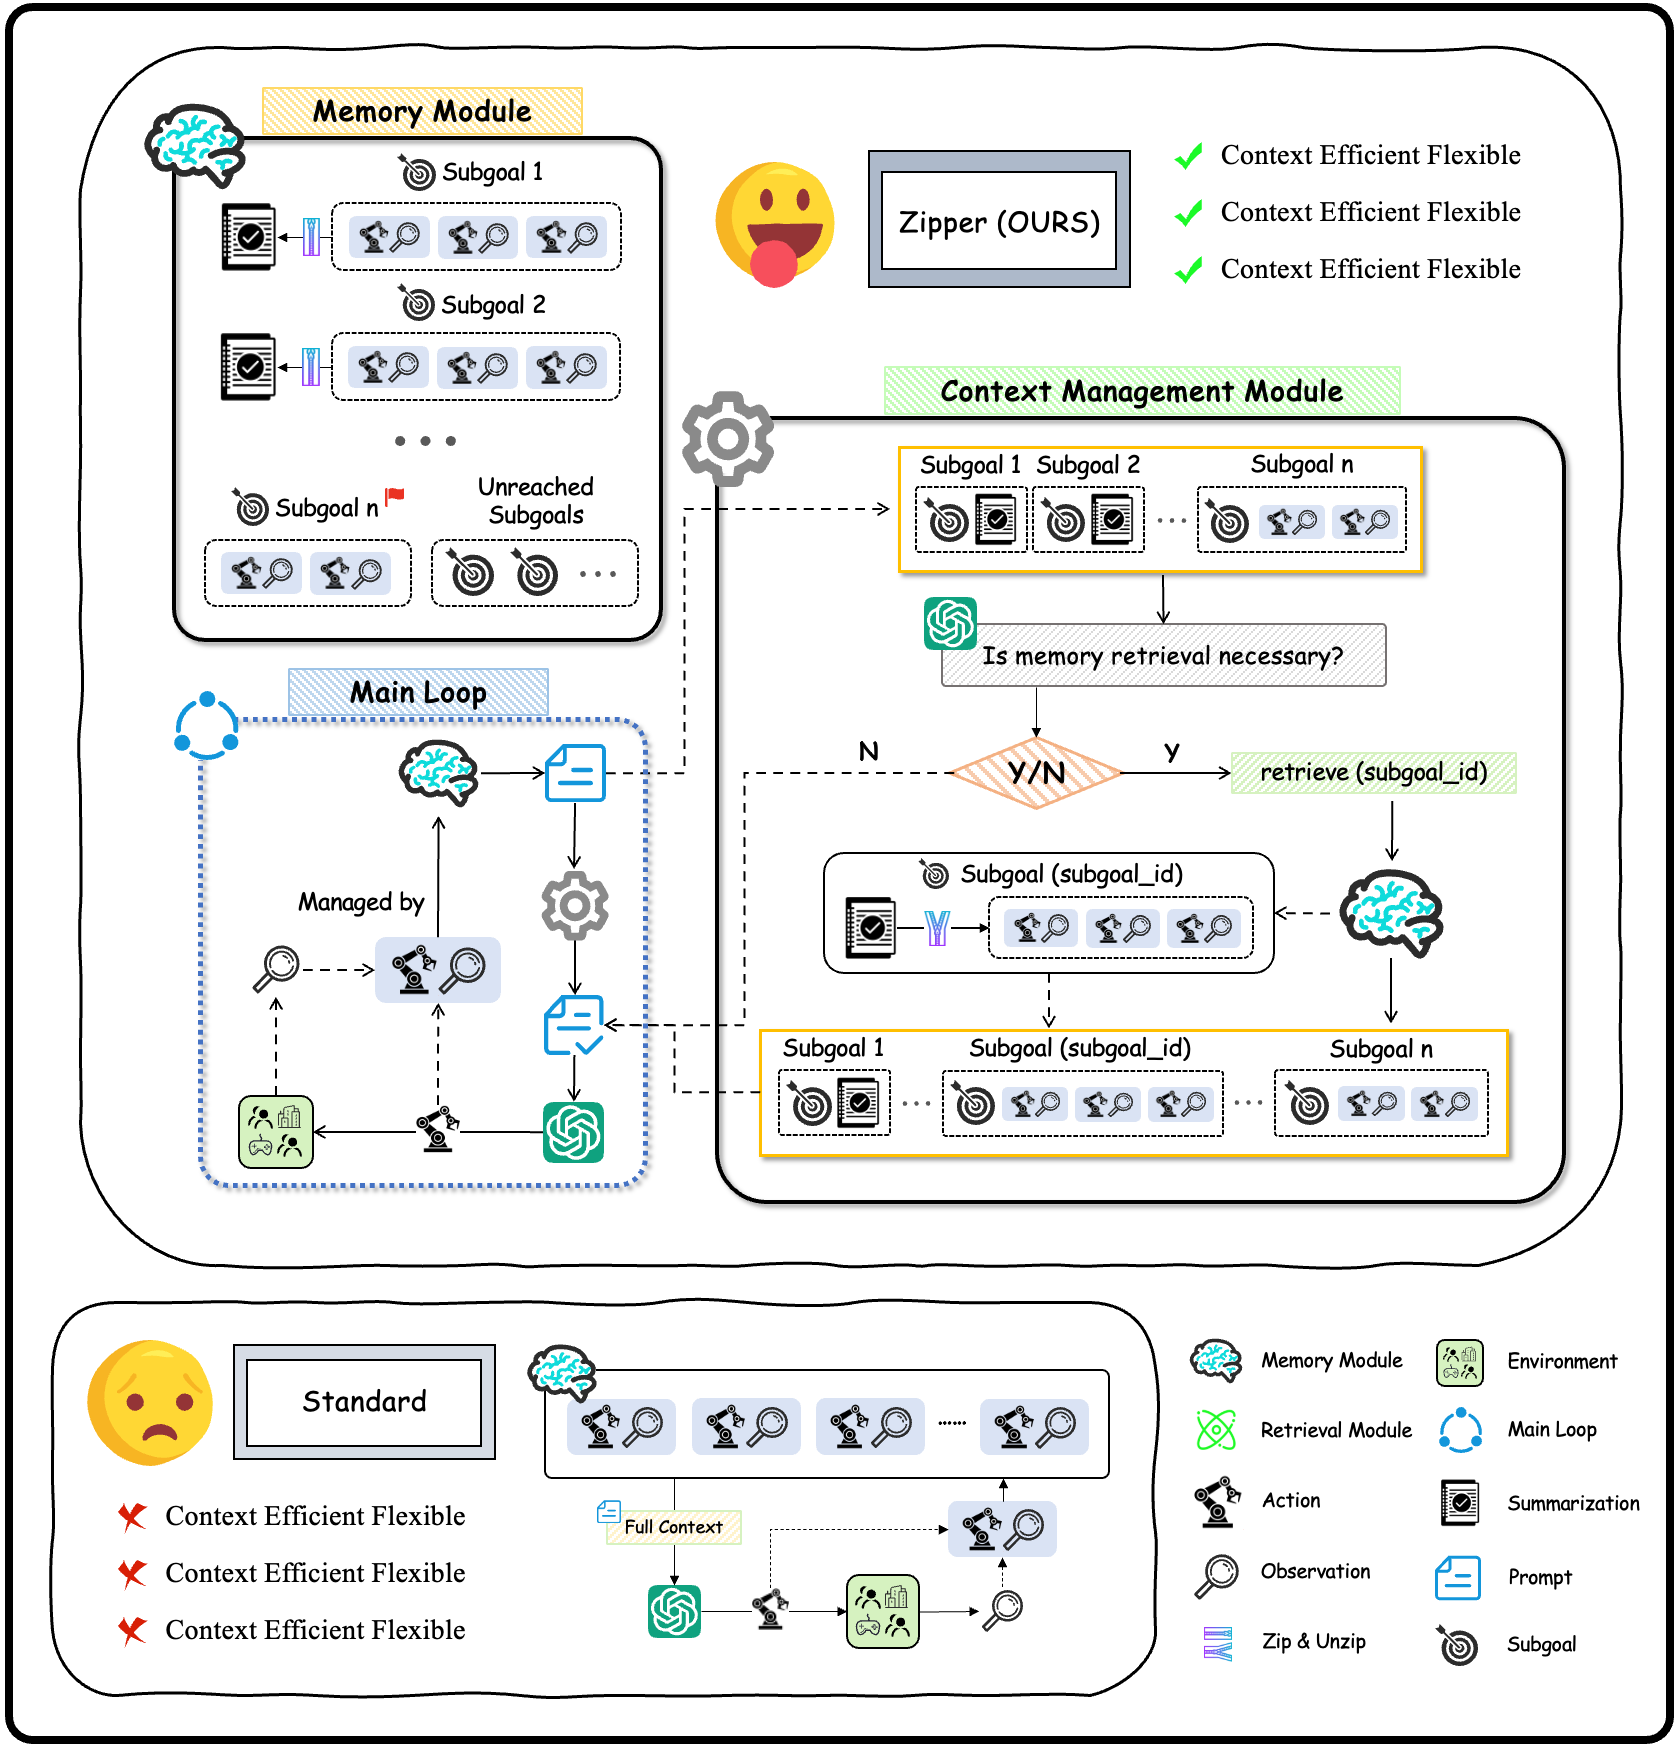 Memory Module
Subgoal 1
Subgoal 2
Subgoal n
Unreached
Subgoals
Zipper (OURS)
Context Efficient Flexible
Context Efficient Flexible
Context Efficient Flexible
Context Management Module
Subgoal 1 Subgoal 2 Subgoal n
Is memory retrieval necessary?
N
Y/N
Y
retrieve (subgoal_id)
Subgoal (subgoal_id)
Subgoal 1 Subgoal (subgoal_id) Subgoal n
Main Loop
Managed by
Standard
Context Efficient Flexible
Context Efficient Flexible
Context Efficient Flexible
Full Context
Memory Module
Environment
Retrieval Module
Main Loop
Action
Summarization
Observation
Prompt
Zip & Unzip
Subgoal